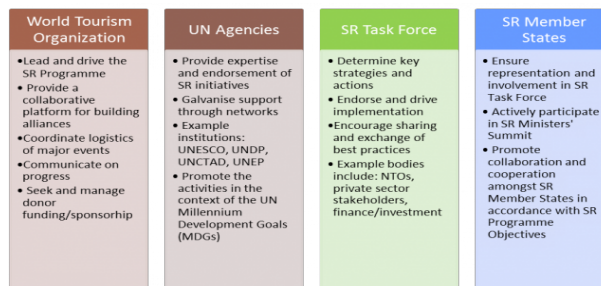 World Tourism
Organization
•Lead and drive the
SR Programme
• Provide a
collaborative
platform for building
alliances
•Coordinate logistics
of major events
•Communicate on
progress
• Seek and manage
donor
funding/sponsorhip
UN Agencies
• Provide expertise
and endorsement of
SR initiatives
• Galvanise support
through networks
• Example
institutions:
UNESCO, UNDP,
UNCTAD, UNEP
• Promote the
activities in the
context of the UN
Millennium
Development Goals
(MDGs)
SR Task Force
• Determine key
strategies and
actions
• Endorse and drive
implementation
•Encourage sharing
and exchange of
best practices
• Example bodies
include: NTOs,
private sector
stakeholders,
finance/investment
SR Member
States
• Ensure
representation and
involvement in SR
Task Force
• Actively participate
in SR Ministers'
Summit
• Promote
collaboration and
cooperation
amongst SR
Member States in
accordance with SR
Programme
Objectives